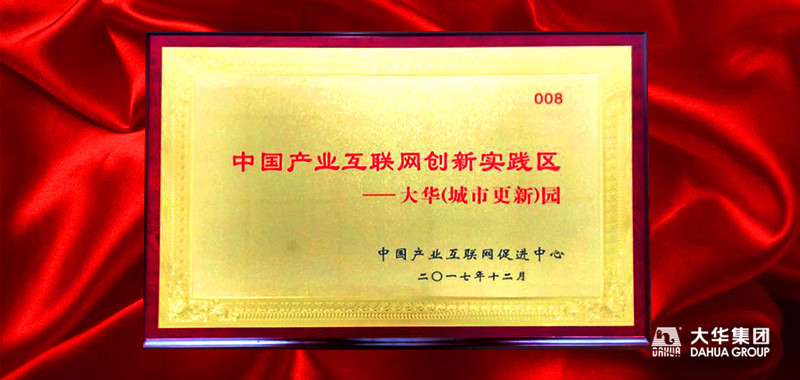 008
中国产业互联网创新实践区
——大华(城市更新)园
中国产业互联网促进中心
二〇一七年十二月
DAHUA
大华集团
DAHUA GROUP